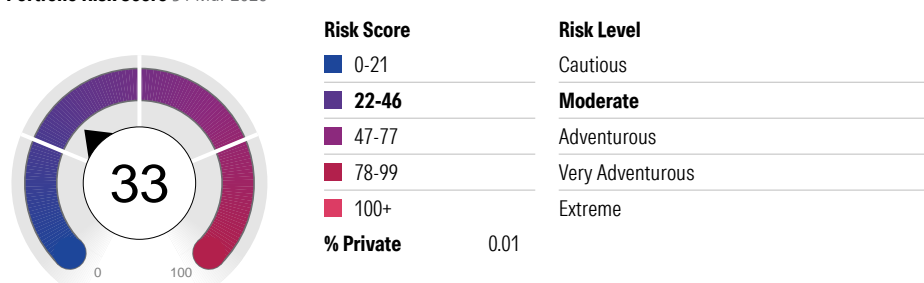 Risk Score Risk Level
0-21 Cautious
22-46 Moderate
47-77 Adventurous
78-99 Very Adventurous
100+ Extreme
% Private 0.01
33
0 100